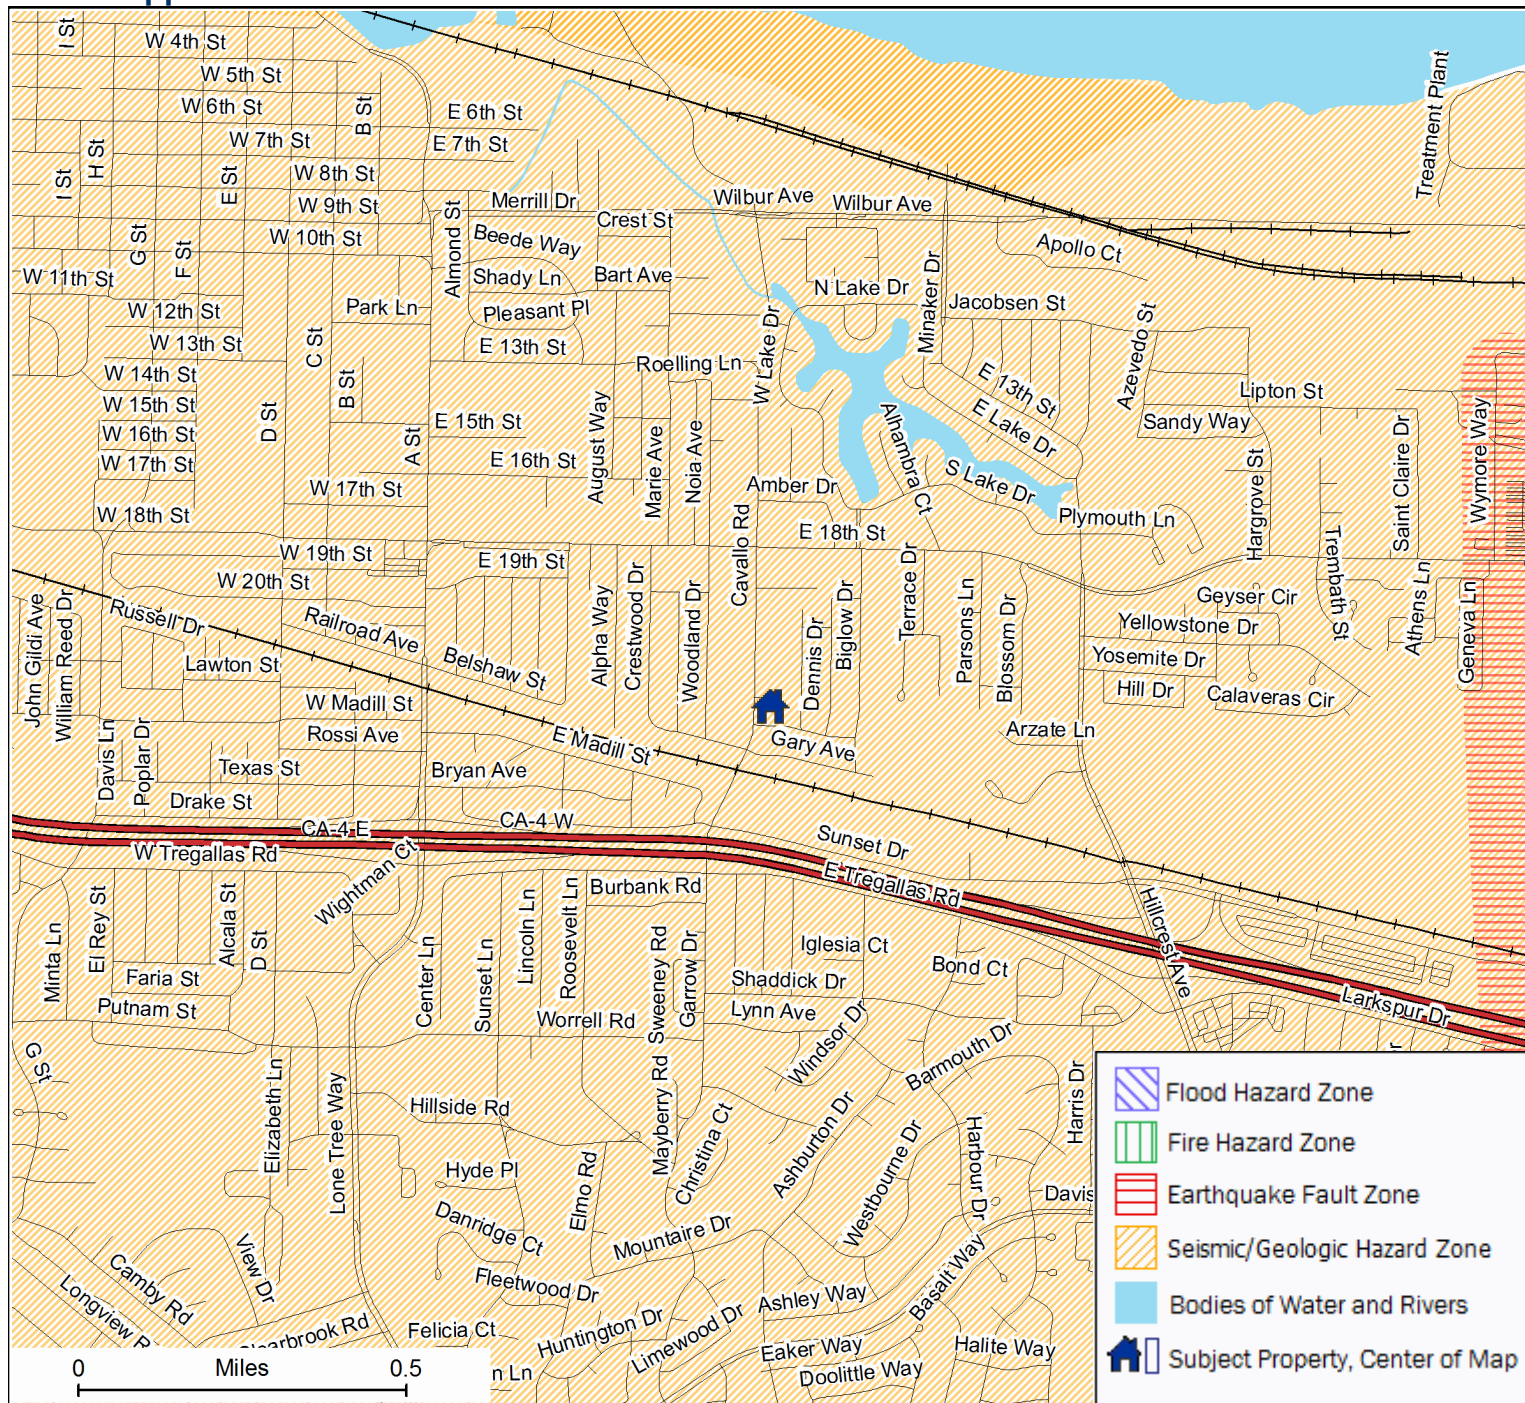 I St
W 4th St
W 5th St
W 6th St
B St
E 6th St
W 7th St
E 7th St
H St
I St
W 8th St
E St
W 9th St
Merrill Dr
Wilbur Ave
Wilbur Ave
Treatment Plant
Crest St
Almond St
G St
F St
W 10th St
Beede Way
Apollo Ct
W 11th St
Shady Ln
Bart Ave
N Lake Dr
Minaker Dr
Jacobsen St
W 12th St
Park Ln
Pleasant Pl
W 13th St
C St
E 13th St
W Lake Dr
Roelling Ln
Azevedo St
W 14th St
B St
E 13th St
Lipton St
W 15th St
D St
E 15th St
E Lake Dr
Sandy Way
W 16th St
A St
August Way
Marie Ave
Noia Ave
Alhambra Ct
Saint Claire Dr
Wymore Way
W 17th St
E 16th St
S Lake Dr
Hargrove St
W 17th St
Amber Dr
W 18th St
Plymouth Ln
E 18th St
Cavallo Rd
W 19th St
E 19th St
Trembath St
W 20th St
Terrace Dr
Geyser Cir
John Gildi Ave
William Reed Dr
Russell Dr
Railroad Ave
Alpha Way
Crestwood Dr
Woodland Dr
Dennis Dr
Biglow Dr
Parsons Ln
Blossom Dr
Yellowstone Dr
Athens Ln
Geneva Ln
Lawton St
Belshaw St
Yosemite Dr
Hill Dr
Calaveras Cir
W Madill St
Rossi Ave
E Madill St
Gary Ave
Arzate Ln
Davis Ln
Poplar Dr
Texas St
Bryan Ave
Drake St
CA-4 E
CA-4 W
Sunset Dr
W Tregallas Rd
E Tregallas Rd
Wightman Ct
Burbank Rd
Hillcrest Ave
Minta Ln
El Rey St
Alcala St
D St
Center Ln
Sunset Ln
Lincoln Ln
Roosevelt Ln
Sweeney Rd
Garrow Dr
Iglesia Ct
Bond Ct
Faria St
Shaddick Dr
Larkspur Dr
Putnam St
Lynn Ave
Worrell Rd
Windsor Dr
Barmouth Dr
G St
Elizabeth Ln
Lone Tree Way
Hillside Rd
Mayberry Rd
Christina Ct
Ashburton Dr
Westbourne Dr
Harbour Dr
Harris Dr
Hyde Pl
Elmo Rd
Davis
Danridge Ct
Mountaire Dr
View Dr
Camby Rd
Longview R
Fleetwood Dr
Basalt Way
Ashley Way
Clearbrook Rd
Felicia Ct
Huntington Dr
Limewood Dr
Eaker Way
Halite Way
n Ln
Doolittle Way
0 Miles 0.5
Flood Hazard Zone
Fire Hazard Zone
Earthquake Fault Zone
Seismic/Geologic Hazard Zone
Bodies of Water and Rivers
Subject Property, Center of Map